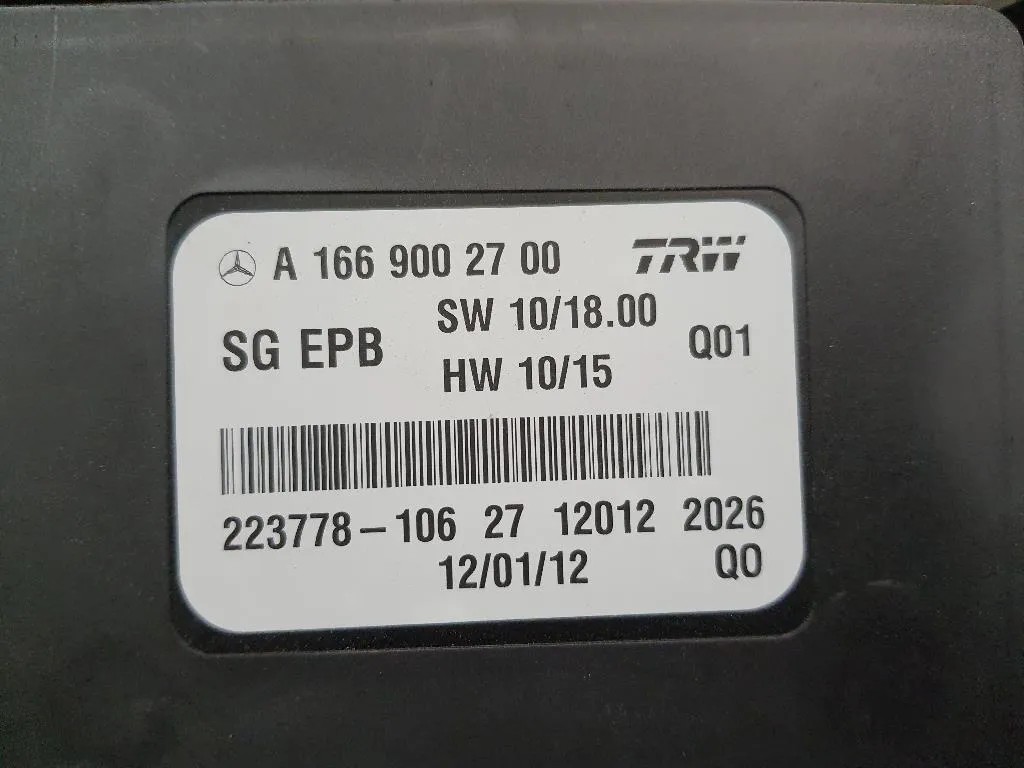 A 166 900 27 00 TRW
SW 10/18.00
SG EPB Q01
HW 10/15
223778-106 27 12012 2026
12/01/12 Q0